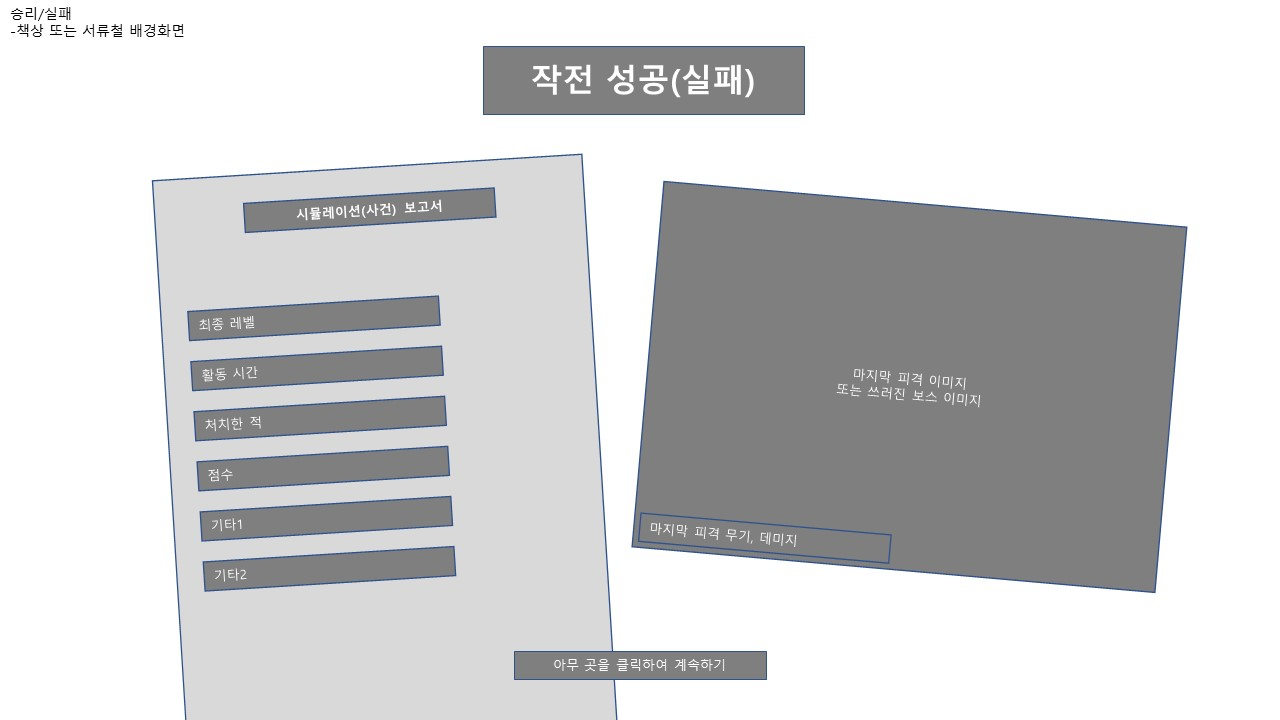 승리/실패
-책상 또는 서류철 배경화면
작전 성공(실패)
시뮬레이션(사건) 보고서
최종 레벨
활동 시간
처치한 적
점수
기타1
기타2
마지막 피격 이미지
또는 쓰러진 보스 이미지
마지막 피격 무기, 데미지
아무 곳을 클릭하여 계속하기